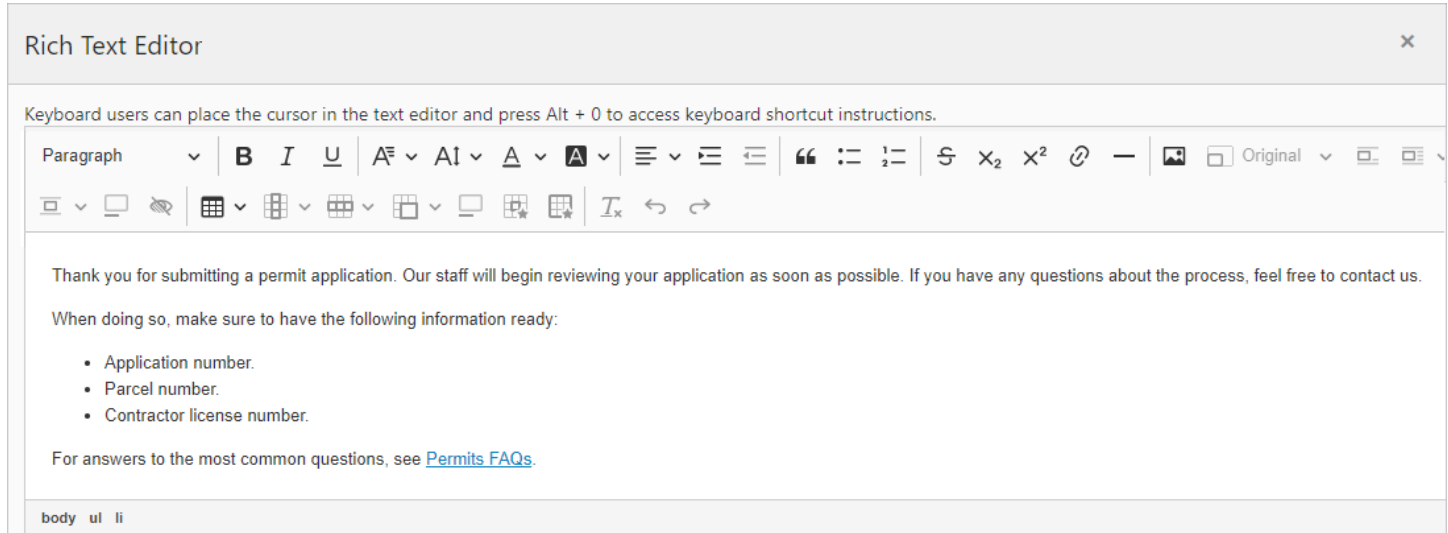 Rich Text Editor
Keyboard users can place the cursor in the text editor and press Alt + 0 to access keyboard shortcut instructions.
Paragraph
Original
Thank you for submitting a permit application. Our staff will begin reviewing your application as soon as possible. If you have any questions about the process, feel free to contact us.
When doing so, make sure to have the following information ready:
• Application number.
• Parcel number.
• Contractor license number.
For answers to the most common questions, see Permits FAQs.
body ul li